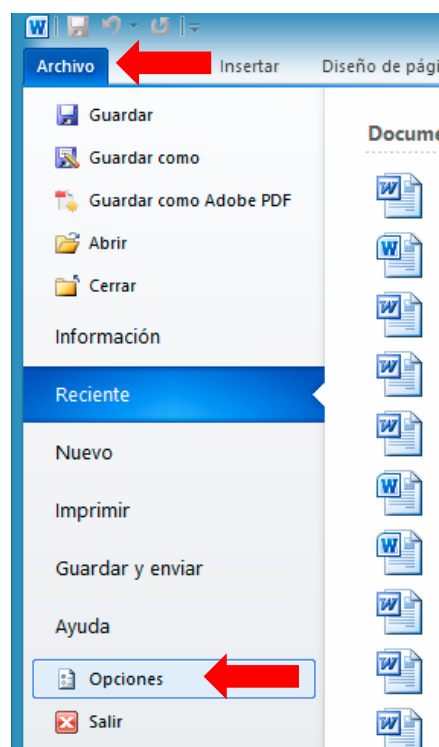 Archivo Insertar Diseño de pági
Guardar
Docume
Guardar como
Guardar como Adobe PDF
Abrir
Cerrar
Información
Reciente
Nuevo
Imprimir
Guardar y enviar
Ayuda
Opciones
Salir